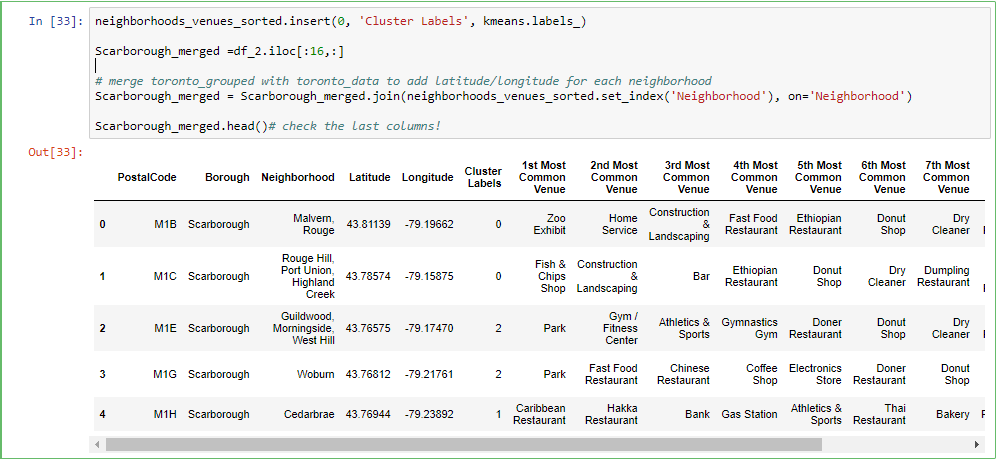 In [33]: neighborhoods_venues_sorted.insert(0, 'Cluster Labels', kmeans.labels_)
Scarborough_merged =df_2.iloc[:16,:]
# merge toronto_grouped with toronto_data to add latitude/longitude for each neighborhood
Scarborough_merged = Scarborough_merged.join(neighborhoods_venues_sorted.set_index('Neighborhood'), on='Neighborhood')
Scarborough_merged.head()# check the last columns!
Out[33]:
PostalCode Borough Neighborhood Latitude Longitude Cluster Labels 1st Most Common Venue 2nd Most Common Venue 3rd Most Common Venue 4th Most Common Venue 5th Most Common Venue 6th Most Common Venue 7th Most Common Venue
0 M1B Scarborough Malvern, Rouge 43.81139 -79.19662 0 Zoo Exhibit Home Service Construction & Landscaping Fast Food Restaurant Ethiopian Restaurant Donut Shop Dry Cleaner
1 M1C Scarborough Rouge Hill, Port Union, Highland Creek 43.78574 -79.15875 0 Fish & Chips Shop Construction & Landscaping Bar Ethiopian Restaurant Donut Shop Dry Cleaner Dumpling Restaurant
2 M1E Scarborough Guildwood, Morningside, West Hill 43.76575 -79.17470 2 Park Gym / Fitness Center Athletics & Sports Gymnastics Gym Doner Restaurant Donut Shop Dry Cleaner
3 M1G Scarborough Woburn 43.76812 -79.21761 2 Park Fast Food Restaurant Chinese Restaurant Coffee Shop Electronics Store Doner Restaurant Donut Shop
4 M1H Scarborough Cedarbrae 43.76944 -79.23892 1 Caribbean Restaurant Hakka Restaurant Bank Gas Station Athletics & Sports Thai Restaurant Bakery